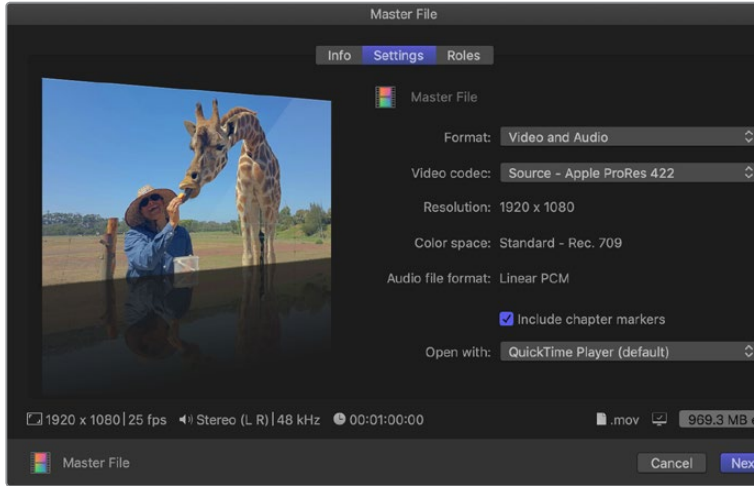 Master File
Info Settings Roles
Master File
Format: Video and Audio
Video codec: Source - Apple ProRes 422
Resolution: 1920 x 1080
Color space: Standard - Rec. 709
Audio file format: Linear PCM
Include chapter markers
Open with: QuickTime Player (default)
1920 x 1080 | 25 fps Stereo (L R) | 48 kHz 00:01:00:00 .mov 969.3 MB
Master File Cancel